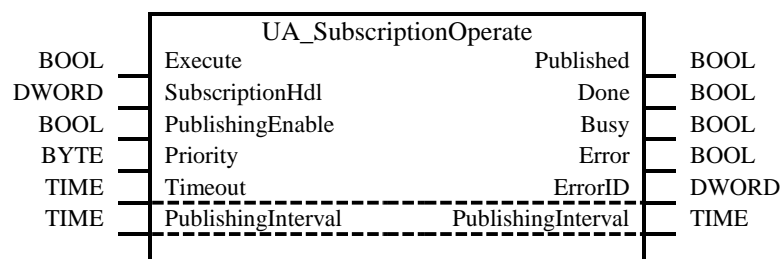 UA_SubscriptionOperate
BOOL Execute Published BOOL
DWORD SubscriptionHdl Done BOOL
BOOL PublishingEnable Busy BOOL
BYTE Priority Error BOOL
TIME Timeout ErrorID DWORD
TIME PublishingInterval PublishingInterval TIME